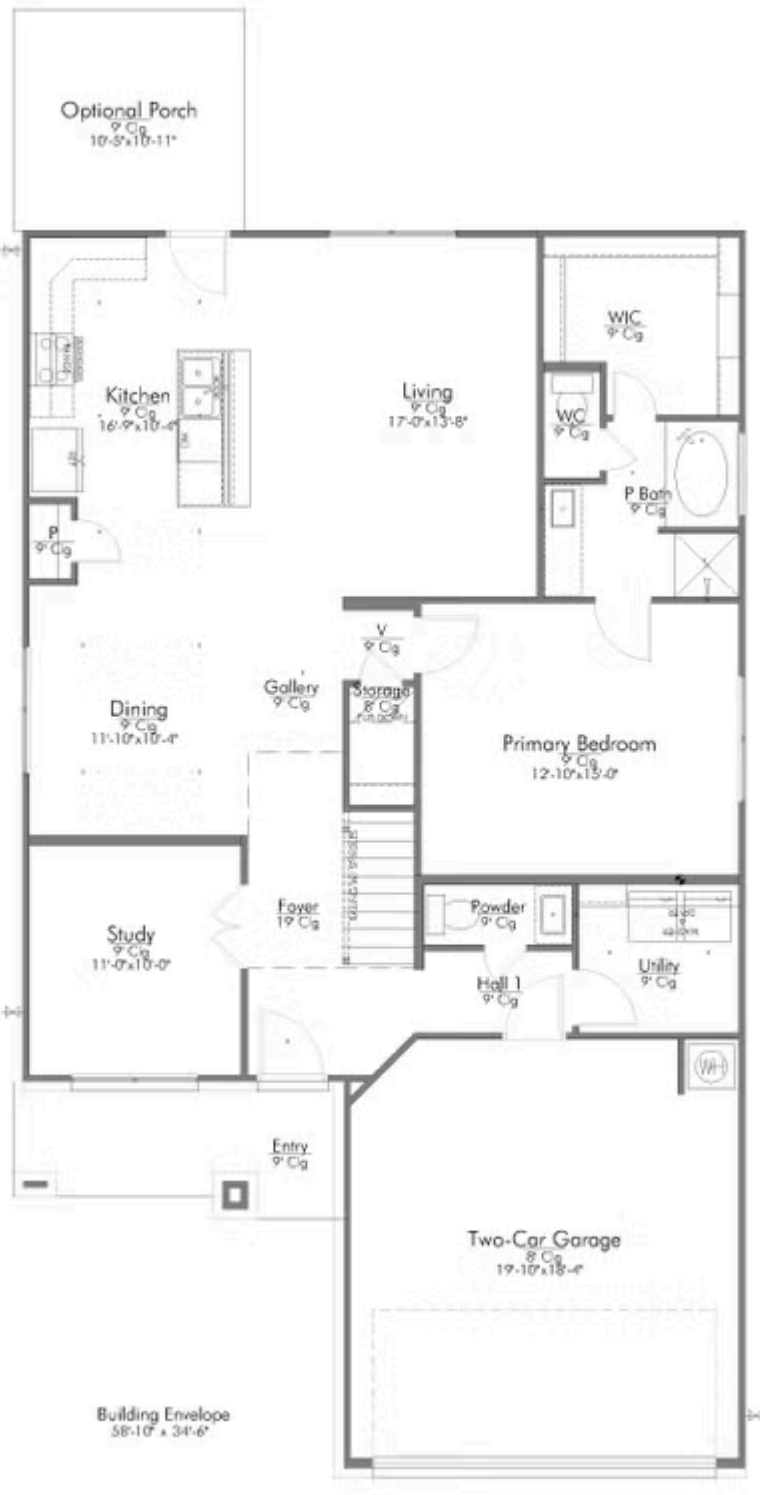 Optional Porch
9' Clg
10'-5"x10'-11"
WIC
9' Clg
Kitchen
9' Clg
16'-9"x10'-4"
Living
9' Clg
17'-0"x13'-8"
WC
9' Clg
P Bath
9' Clg
P
9' Clg
V
9' Clg
Gallery
9' Clg
Storage
8' Clg
Dining
9' Clg
11'-10"x10'-4"
Primary Bedroom
9' Clg
12'-10"x15'-0"
Foyer
19' Clg
Powder
9' Clg
Study
9' Clg
11'-0"x10'-0"
Utility
9' Clg
Hall 1
9' Clg
WH
Entry
9' Clg
Two-Car Garage
8' Clg
19'-10"x18'-4"
Building Envelope
58'-10" x 34'-6"